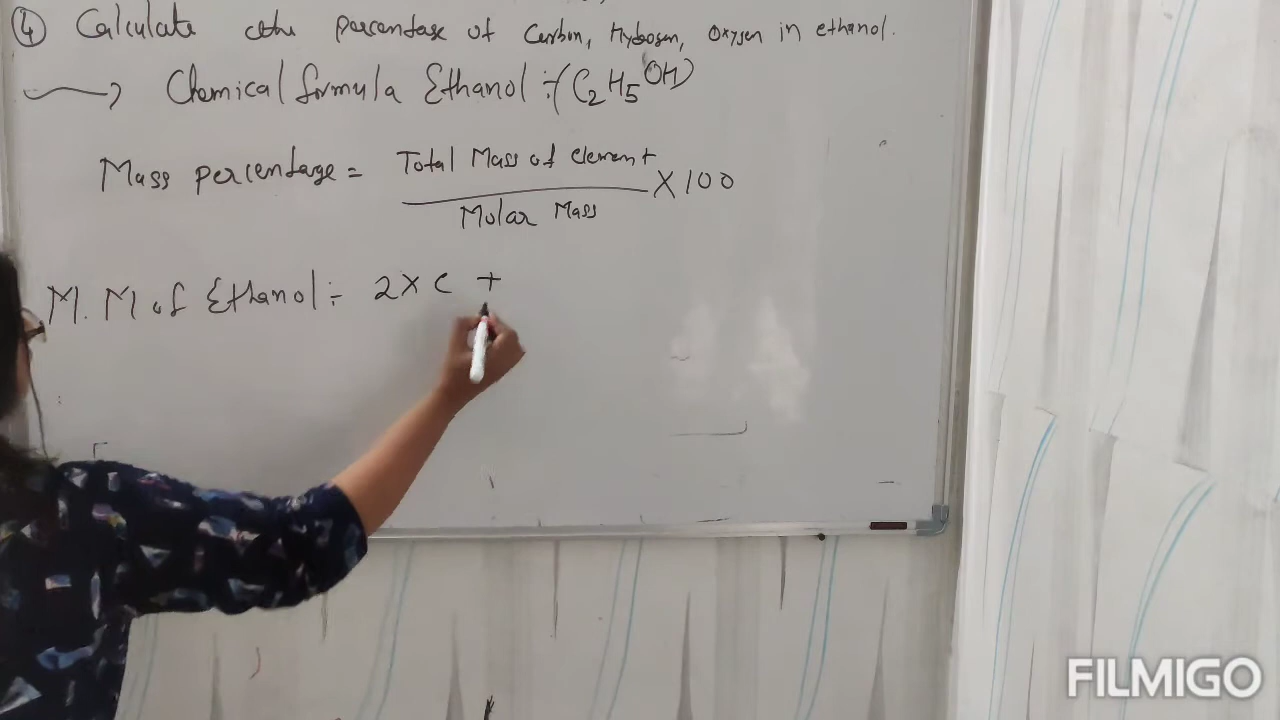 ④ Calculate the percentage of Carbon, Hydrogen, Oxygen in ethanol.
Chemical formula Ethanol :- (C₂H₅OH)
Mass percentage = Total Mass of element / Molar Mass X 100
M. M of Ethanol :- 2 X C +
FILMIGO